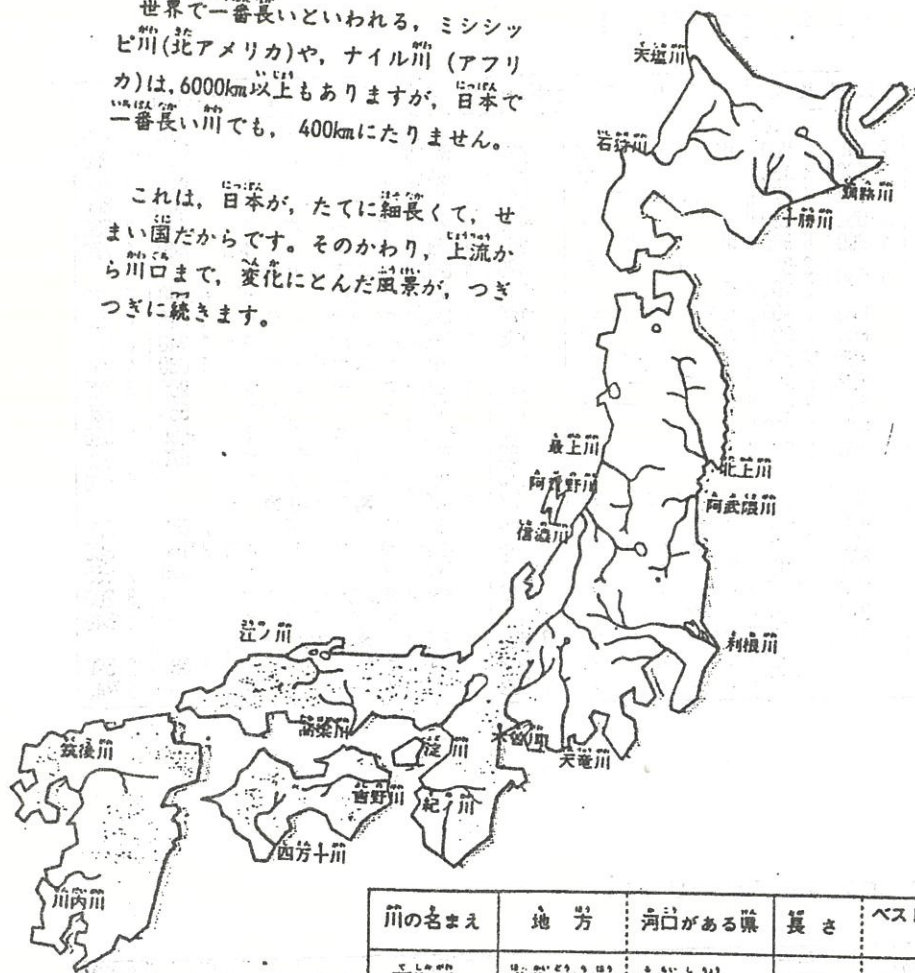 世界で一番長いといわれる，ミシシッ
ピ川(北アメリカ)や，ナイル川 (アフリ
カ)は，6000km以上もありますが，日本で
一番長い川でも，400kmにたりません。
これは，日本が，たてに細長くて，せ
まい国だからです。そのかわり，上流か
ら川口まで，変化にとんだ風景が，つぎ
つぎに続きます。
天塩川
石狩川
釧路川
十勝川
最上川
北上川
阿賀野川
阿武隈川
信濃川
江ノ川
利根川
高梁川
淀川
木曽川
天竜川
筑後川
吉野川
紀ノ川
四万十川
川内川
川の名まえ
地方
河口がある県
長さ